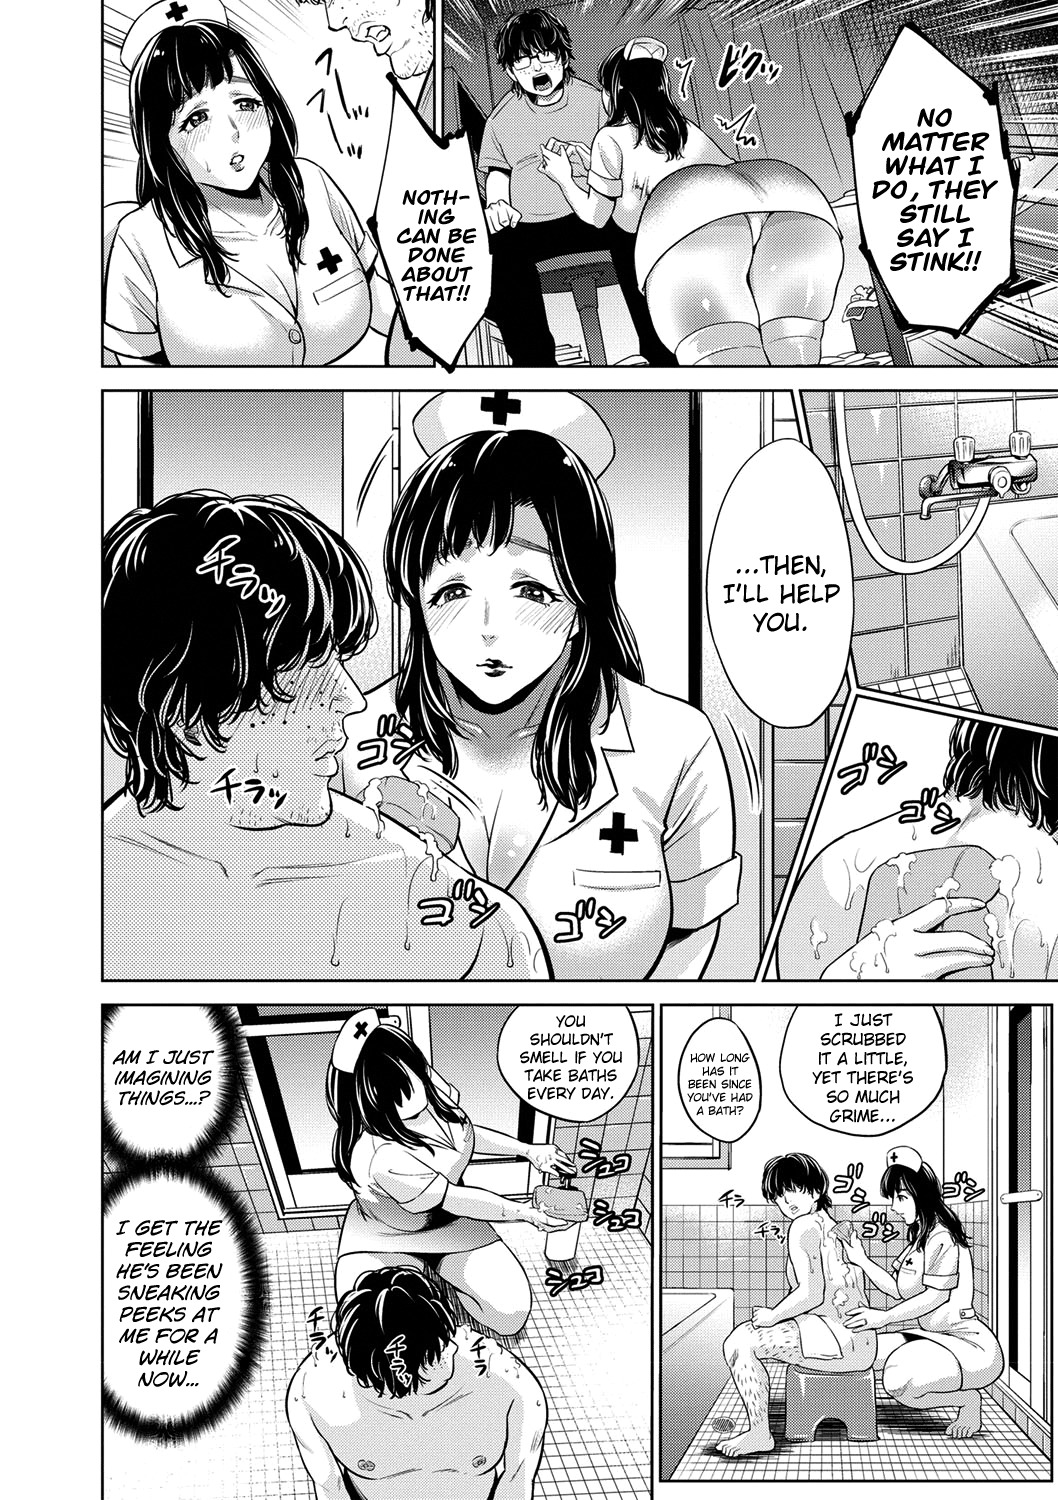 NO
MATTER
WHAT I
DO, THEY
STILL
SAY I
STINK!!
ビクッ
NOTH-
ING
CAN BE
DONE
ABOUT
THAT!!
...THEN,
I'LL HELP
YOU.
ゴシ
ゴシ
チラッ
チラッ
ゴシ
ゴシ
ゴシ
I JUST
SCRUBBED
IT A LITTLE,
YET THERE'S
SO MUCH
GRIME...
HOW LONG
HAS IT
BEEN SINCE
YOU'VE HAD
A BATH?
ゴシ
ゴシ
チラ
チラッ
YOU
SHOULDN'T
SMELL IF YOU
TAKE BATHS
EVERY DAY.
シュコ
シュコ
シュコ
チラ
チラッ
AM I JUST
IMAGINING
THINGS...?
I GET THE
FEELING
HE'S BEEN
SNEAKING
PEEKS AT
ME FOR A
WHILE
NOW...